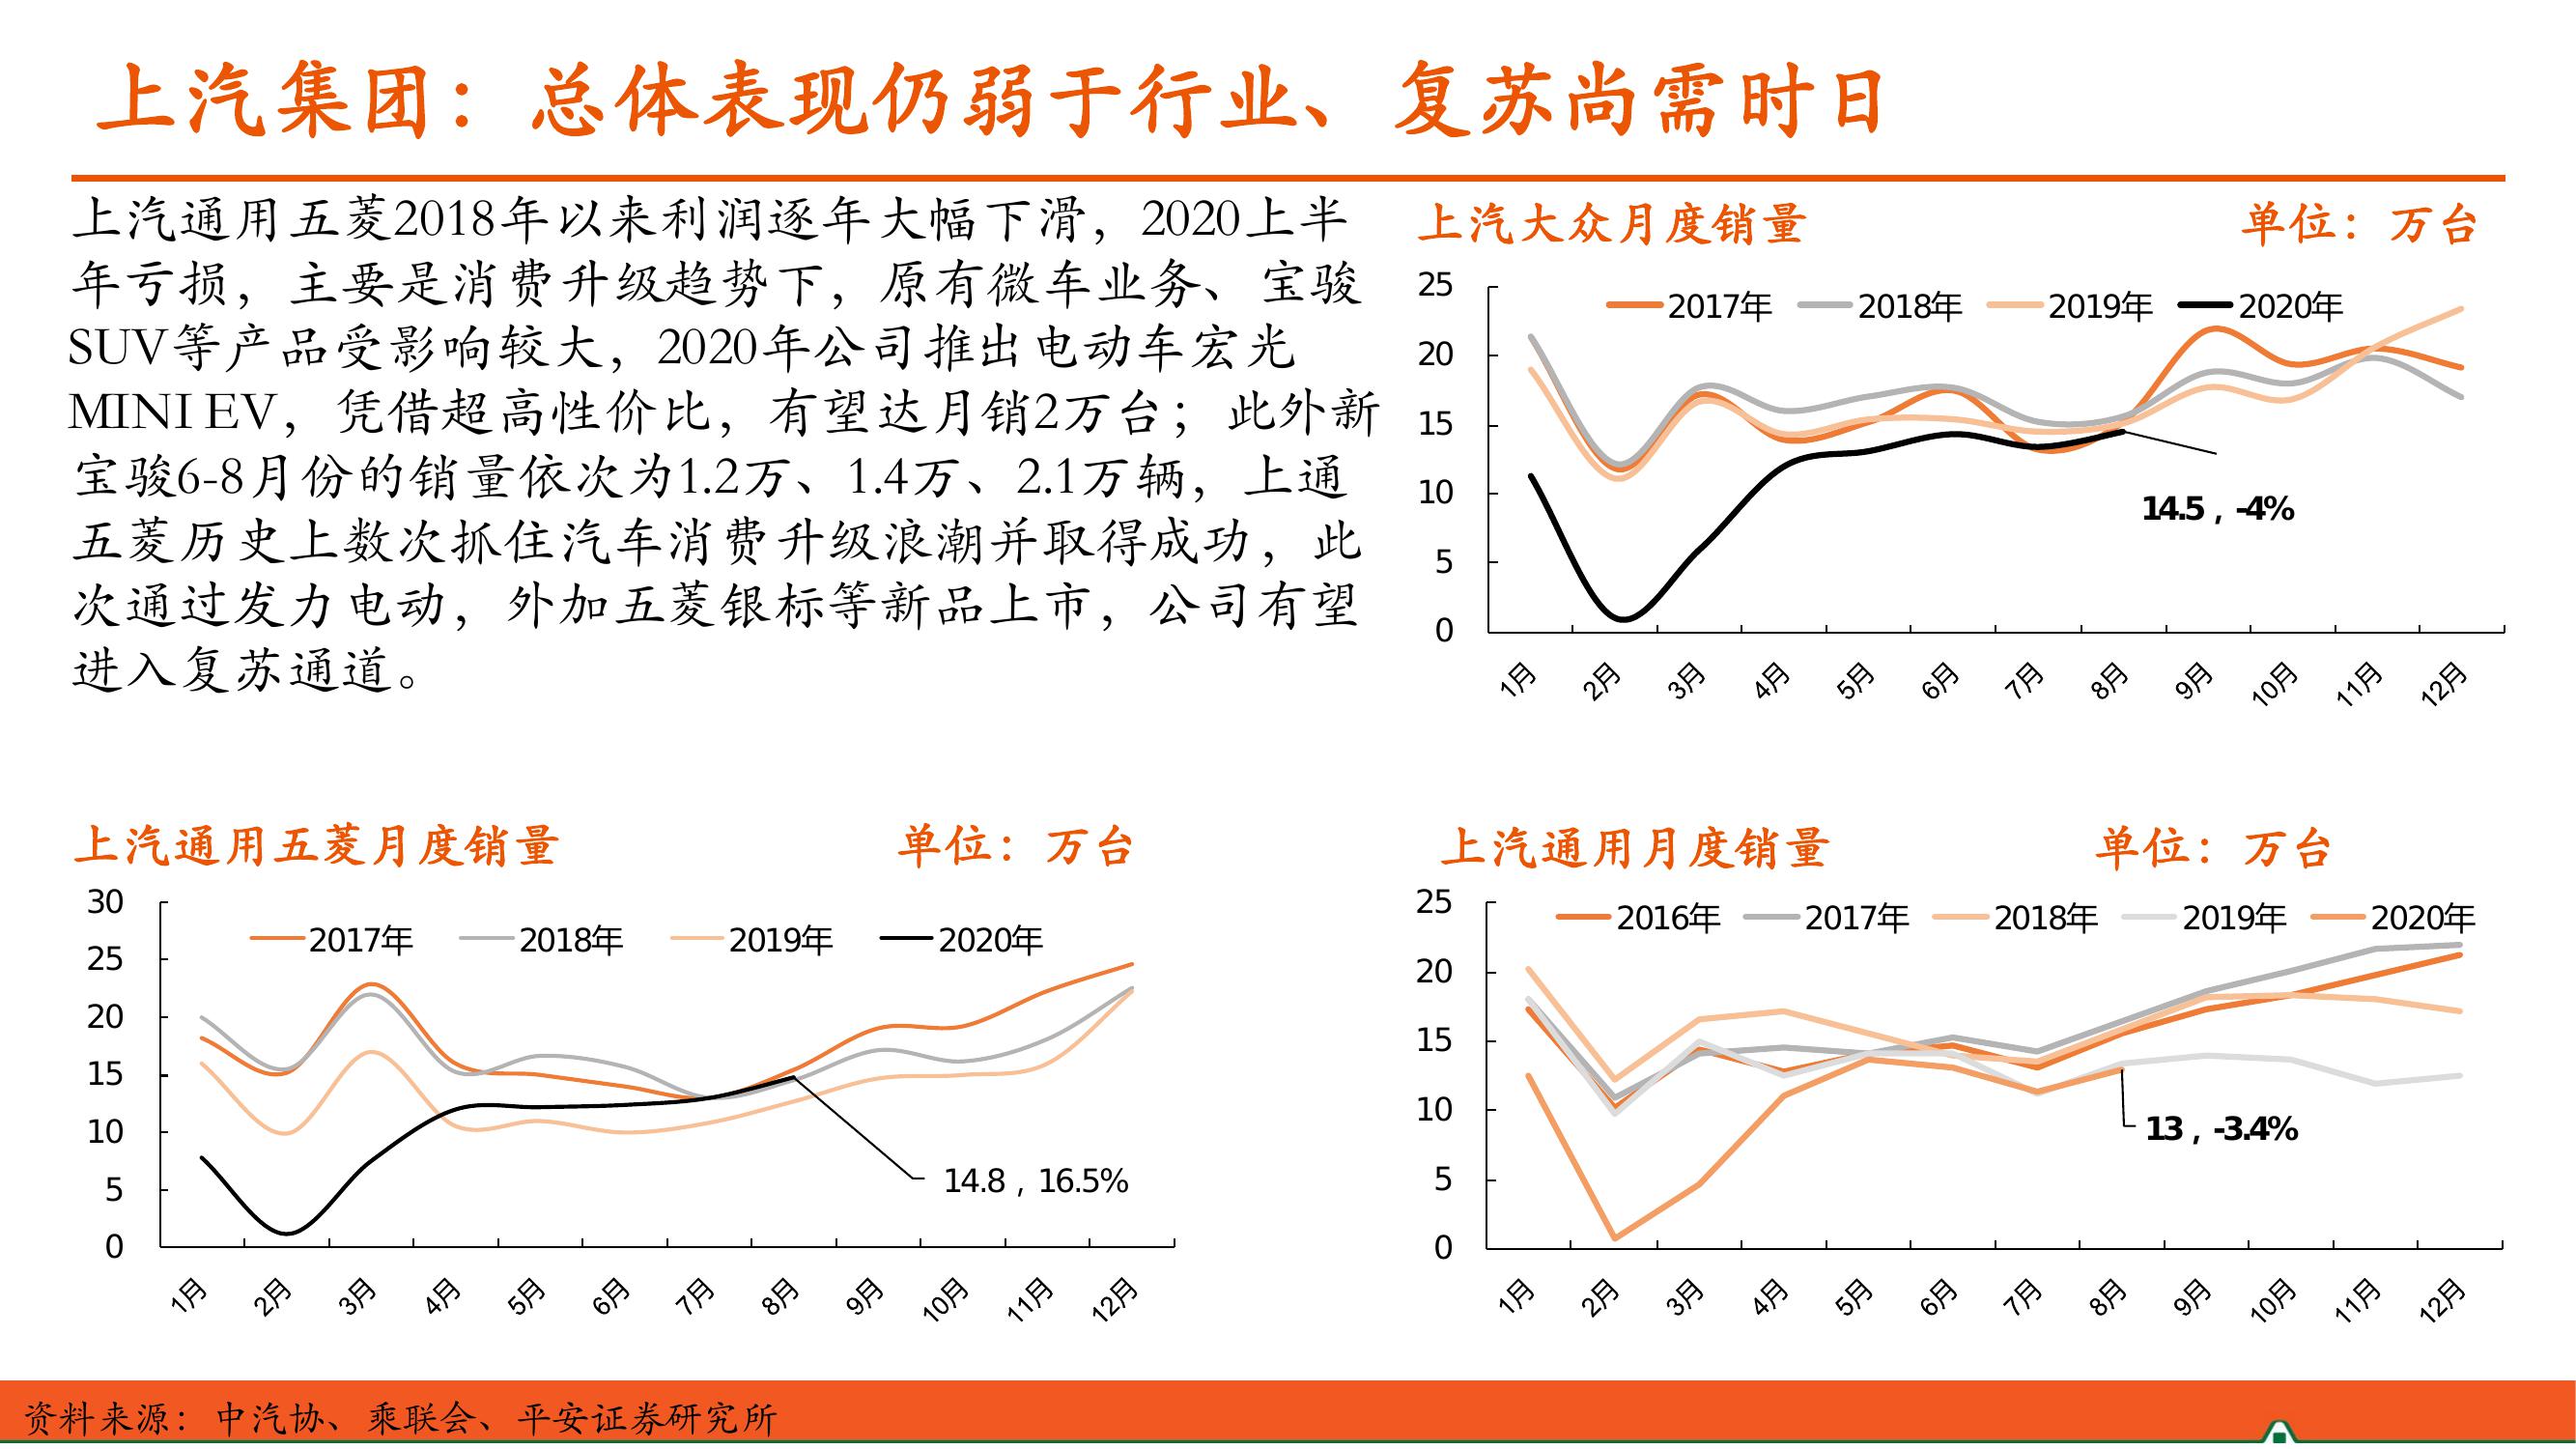 上汽集团：总体表现仍弱于行业、复苏尚需时日
上汽通用五菱2018年以来利润逐年大幅下滑，2020上半
年亏损，主要是消费升级趋势下，原有微车业务、宝骏
SUV等产品受影响较大，2020年公司推出电动车宏光
MINI EV，凭借超高性价比，有望达月销2万台；此外新
宝骏6-8月份的销量依次为1.2万、1.4万、2.1万辆，上通
五菱历史上数次抓住汽车消费升级浪潮并取得成功，此
次通过发力电动，外加五菱银标等新品上市，公司有望
进入复苏通道。
上汽大众月度销量 单位：万台
25
2017年 2018年 2019年 2020年
20
15
10
14.5，-4%
5
0
1月 2月 3月 4月 5月 6月 7月 8月 9月 10月 11月 12月
上汽通用五菱月度销量 单位：万台
30
2017年 2018年 2019年 2020年
25
20
15
10
5
14.8，16.5%
0
1月 2月 3月 4月 5月 6月 7月 8月 9月 10月 11月 12月
上汽通用月度销量 单位：万台
25
2016年 2017年 2018年 2019年 2020年
20
15
10
13，-3.4%
5
0
1月 2月 3月 4月 5月 6月 7月 8月 9月 10月 11月 12月
资料来源：中汽协、乘联会、平安证券研究所